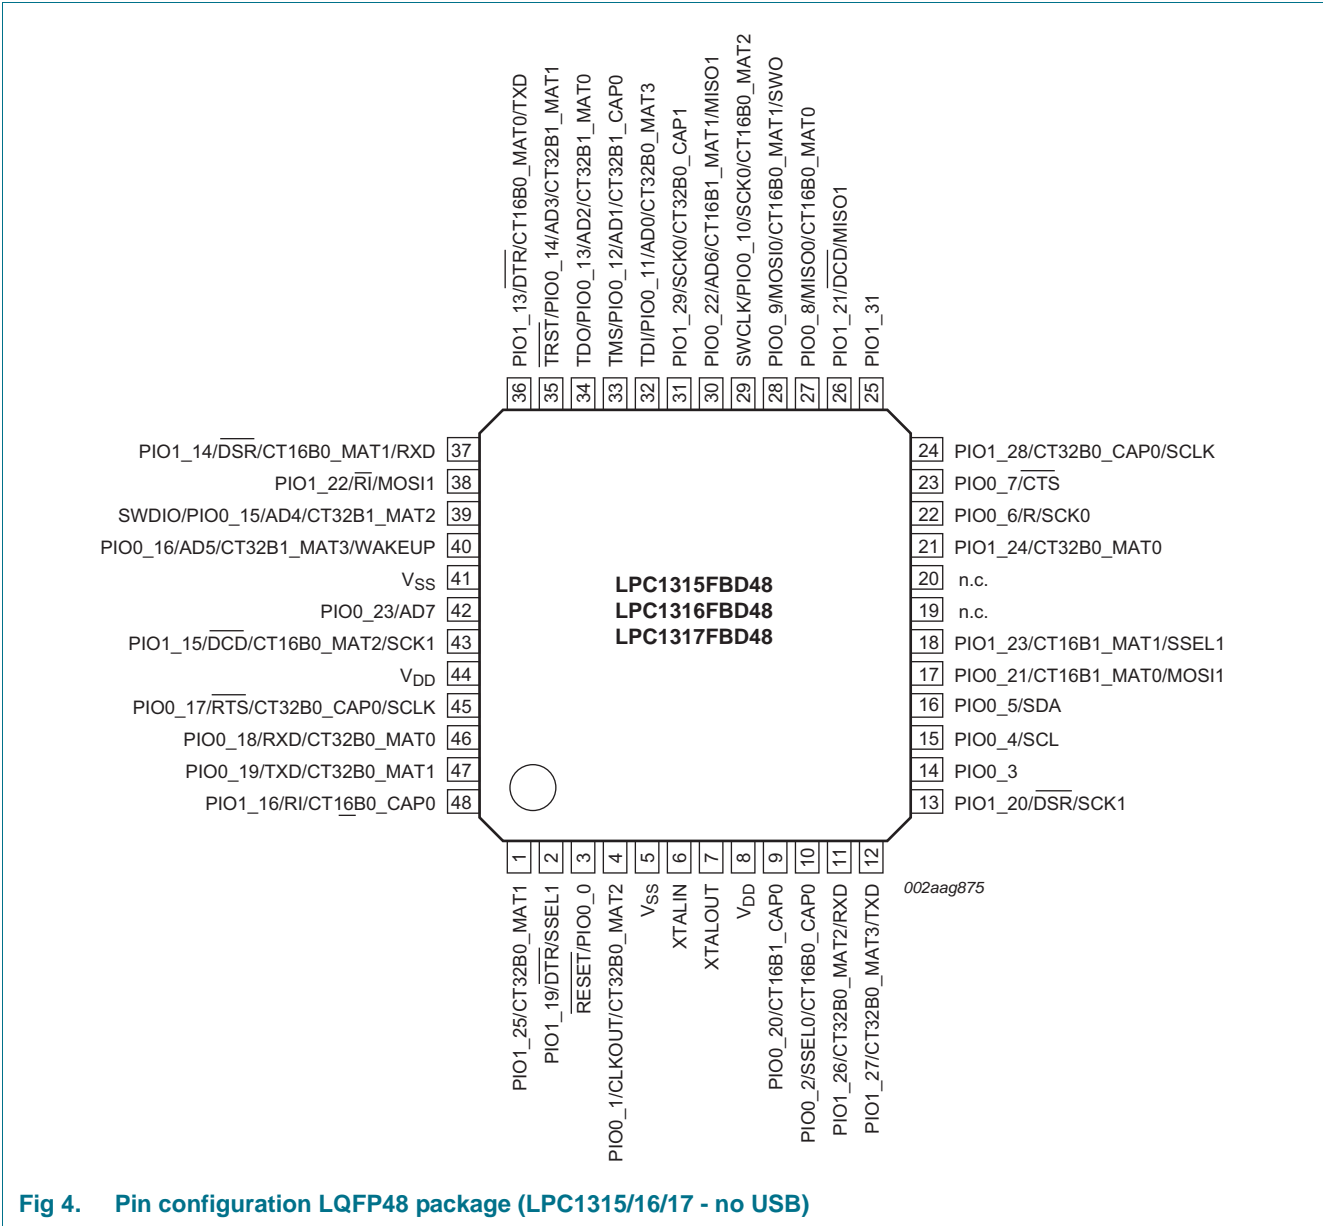 PIO1_13/DTR/CT16B0_MAT0/TXD
TRST/PIO0_14/AD3/CT32B1_MAT1
TDO/PIO0_13/AD2/CT32B1_MAT0
TMS/PIO0_12/AD1/CT32B1_CAP0
TDI/PIO0_11/AD0/CT32B0_MAT3
PIO1_29/SCK0/CT32B0_CAP1
PIO0_22/AD6/CT16B1_MAT1/MISO1
SWCLK/PIO0_10/SCK0/CT16B0_MAT2
PIO0_9/MOSI0/CT16B0_MAT1/SWO
PIO0_8/MISO0/CT16B0_MAT0
PIO1_21/DCD/MISO1
PIO1_31
36 35 34 33 32 31 30 29 28 27 26 25
PIO1_14/DSR/CT16B0_MAT1/RXD 37
PIO1_22/RI/MOSI1 38
SWDIO/PIO0_15/AD4/CT32B1_MAT2 39
PIO0_16/AD5/CT32B1_MAT3/WAKEUP 40
VSS 41
PIO0_23/AD7 42
PIO1_15/DCD/CT16B0_MAT2/SCK1 43
VDD 44
PIO0_17/RTS/CT32B0_CAP0/SCLK 45
PIO0_18/RXD/CT32B0_MAT0 46
PIO0_19/TXD/CT32B0_MAT1 47
PIO1_16/RI/CT16B0_CAP0 48
LPC1315FBD48
LPC1316FBD48
LPC1317FBD48
24 PIO1_28/CT32B0_CAP0/SCLK
23 PIO0_7/CTS
22 PIO0_6/R/SCK0
21 PIO1_24/CT32B0_MAT0
20 n.c.
19 n.c.
18 PIO1_23/CT16B1_MAT1/SSEL1
17 PIO0_21/CT16B1_MAT0/MOSI1
16 PIO0_5/SDA
15 PIO0_4/SCL
14 PIO0_3
13 PIO1_20/DSR/SCK1
1 2 3 4 5 6 7 8 9 10 11 12
PIO1_25/CT32B0_MAT1
PIO1_19/DTR/SSEL1
RESET/PIO0_0
PIO0_1/CLKOUT/CT32B0_MAT2
VSS
XTALIN
XTALOUT
VDD
PIO0_20/CT16B1_CAP0
PIO0_2/SSEL0/CT16B0_CAP0
PIO1_26/CT32B0_MAT2/RXD
PIO1_27/CT32B0_MAT3/TXD
002aag875
Fig 4. Pin configuration LQFP48 package (LPC1315/16/17 - no USB)